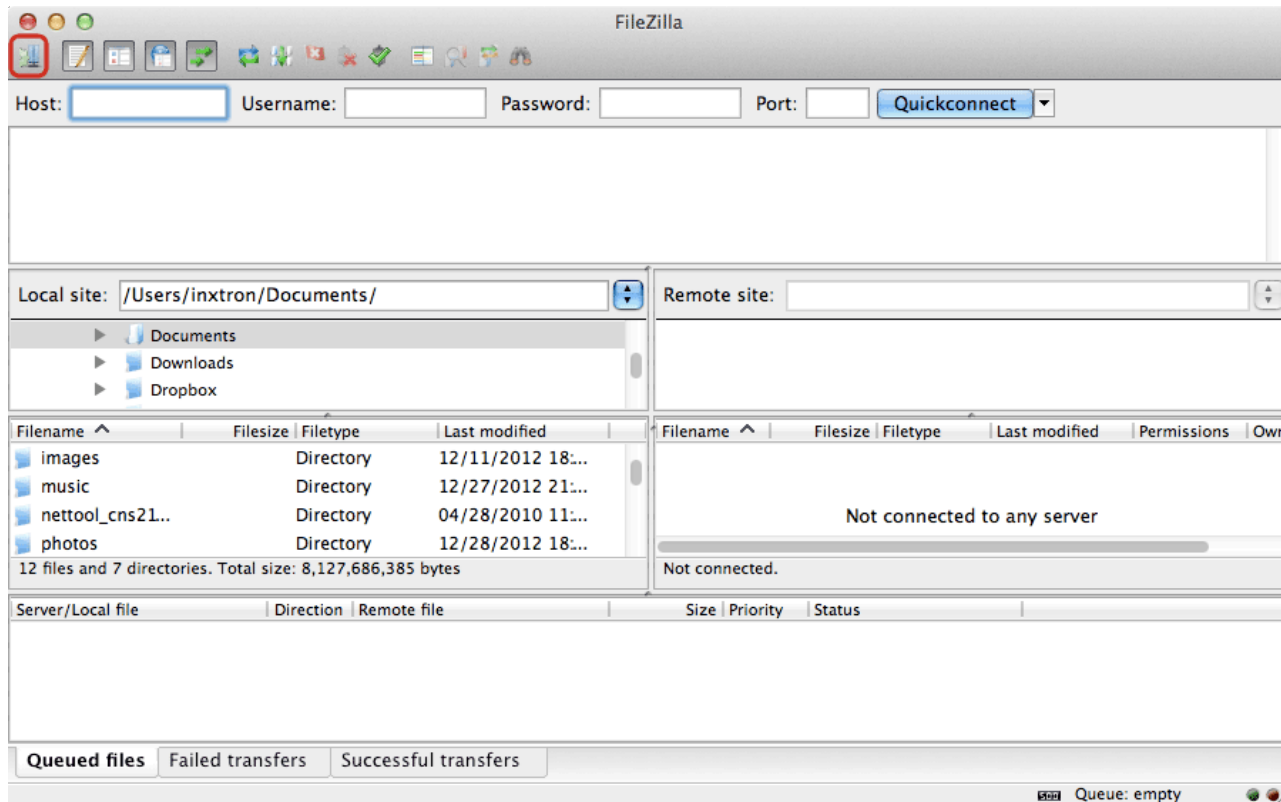 FileZilla
Host: Username: Password: Port: Quickconnect
Local site: /Users/inxtron/Documents/
Documents
Downloads
Dropbox
Remote site:
Filename Filesize Filetype Last modified
images Directory 12/11/2012 18:...
music Directory 12/27/2012 21:...
nettool_cns21... Directory 04/28/2010 11:...
photos Directory 12/28/2012 18:...
12 files and 7 directories. Total size: 8,127,686,385 bytes
Filename Filesize Filetype Last modified Permissions Own
Not connected to any server
Not connected.
Server/Local file Direction Remote file Size Priority Status
Queued files Failed transfers Successful transfers
Queue: empty